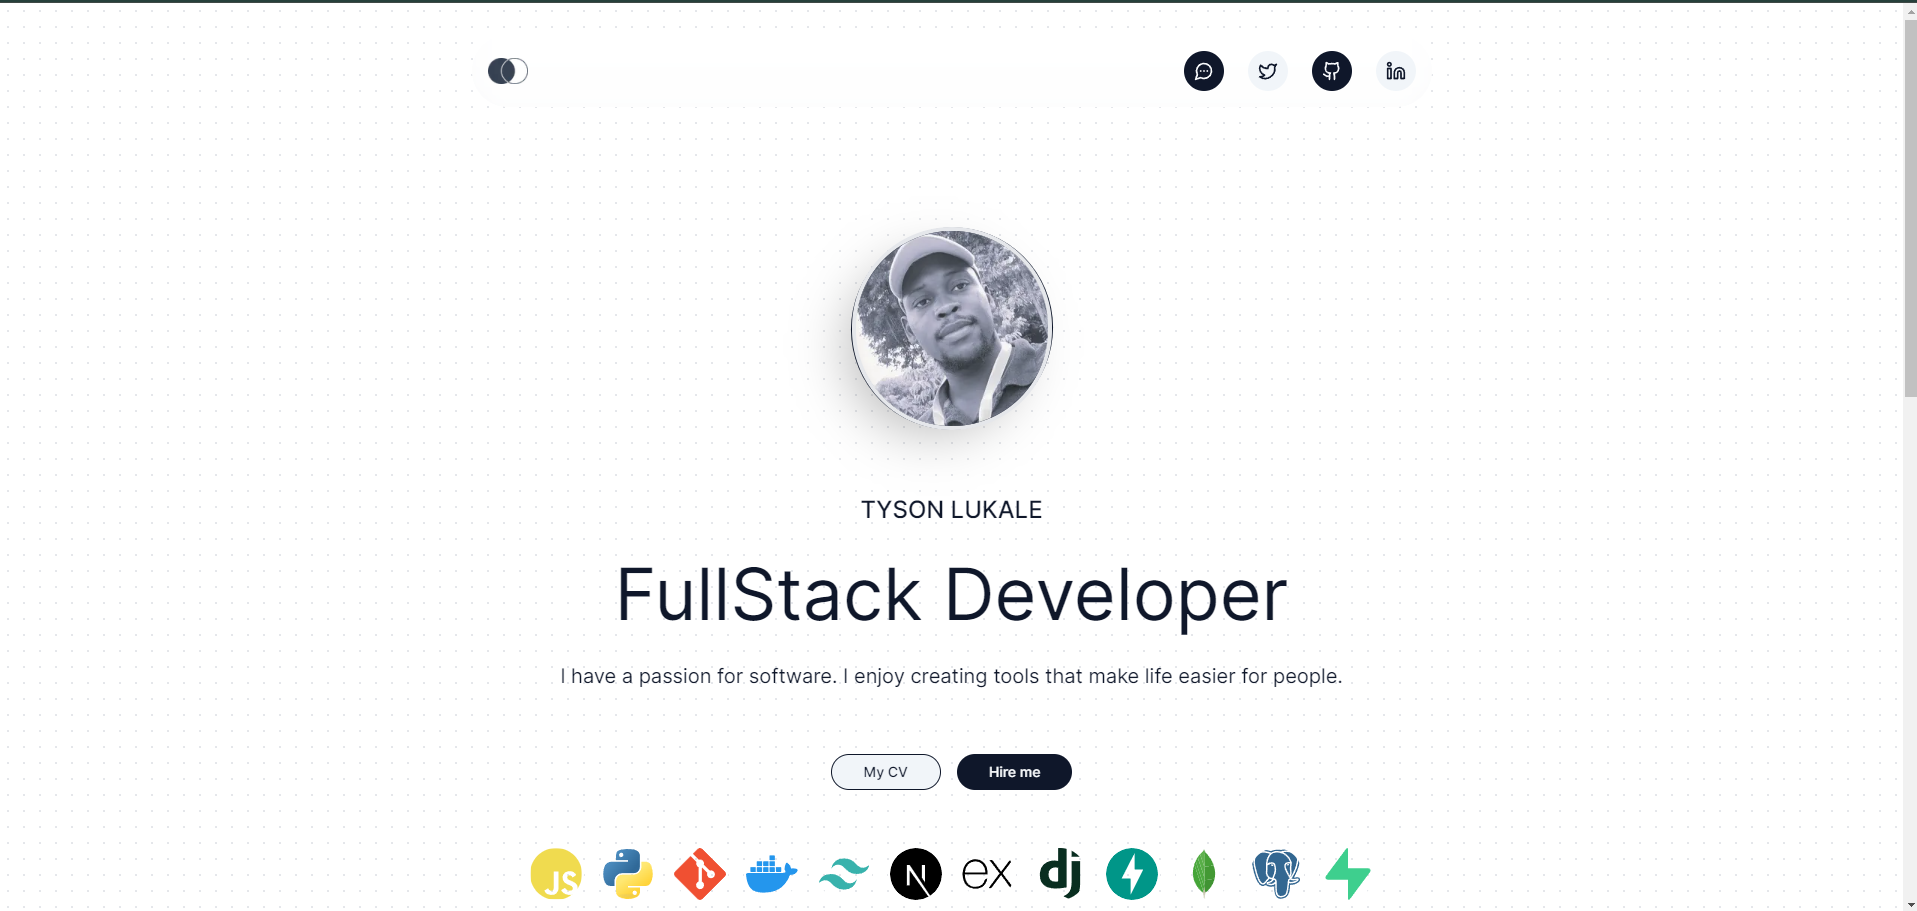 TYSON LUKALE
FullStack Developer
I have a passion for software. I enjoy creating tools that make life easier for people.
My CV
Hire me
JS
N
ex
dj